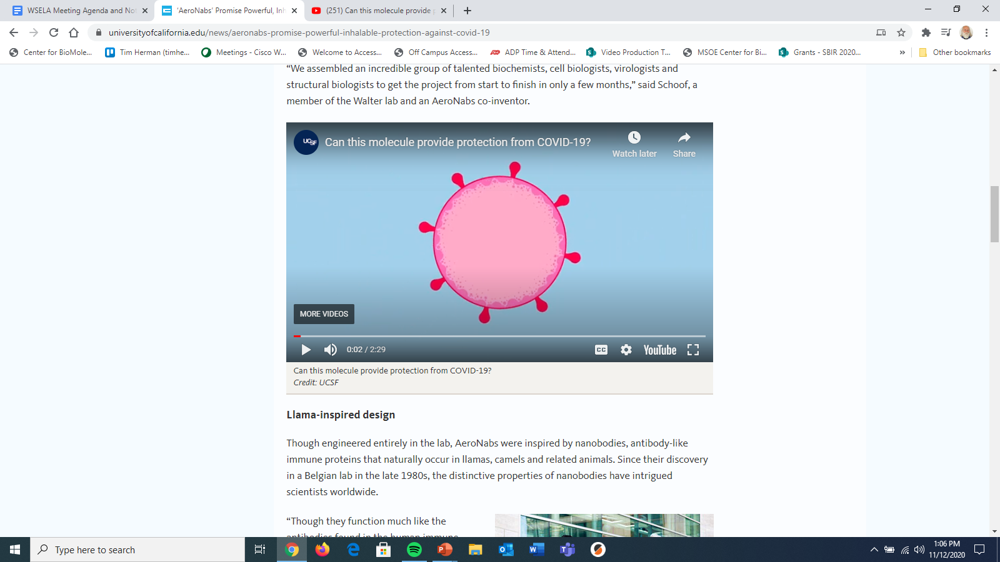 WSELA Meeting Agenda and Not
'AeroNabs' Promise Powerful, Inh
(251) Can this molecule provide p
universityofcalifornia.edu/news/aeronabs-promise-powerful-inhalable-protection-against-covid-19
Center for BioMole...
Tim Herman (timhe...
Meetings - Cisco W...
Welcome to Access...
Off Campus Access...
ADP Time & Attend...
Video Production T...
MSOE Center for Bi...
Grants - SBIR 2020...
»
Other bookmarks
“We assembled an incredible group of talented biochemists, cell biologists, virologists and
structural biologists to get the project from start to finish in only a few months,” said Schoof, a
member of the Walter lab and an AeroNabs co-inventor.
UCSF
Can this molecule provide protection from COVID-19?
Watch later
Share
MORE VIDEOS
0:02 / 2:29
CC
YouTube
Can this molecule provide protection from COVID-19?
Credit: UCSF
Llama-inspired design
Though engineered entirely in the lab, AeroNabs were inspired by nanobodies, antibody-like
immune proteins that naturally occur in llamas, camels and related animals. Since their discovery
in a Belgian lab in the late 1980s, the distinctive properties of nanobodies have intrigued
scientists worldwide.
“Though they function much like the
antibodies found in the human immune
Type here to search
1:06 PM
11/12/2020